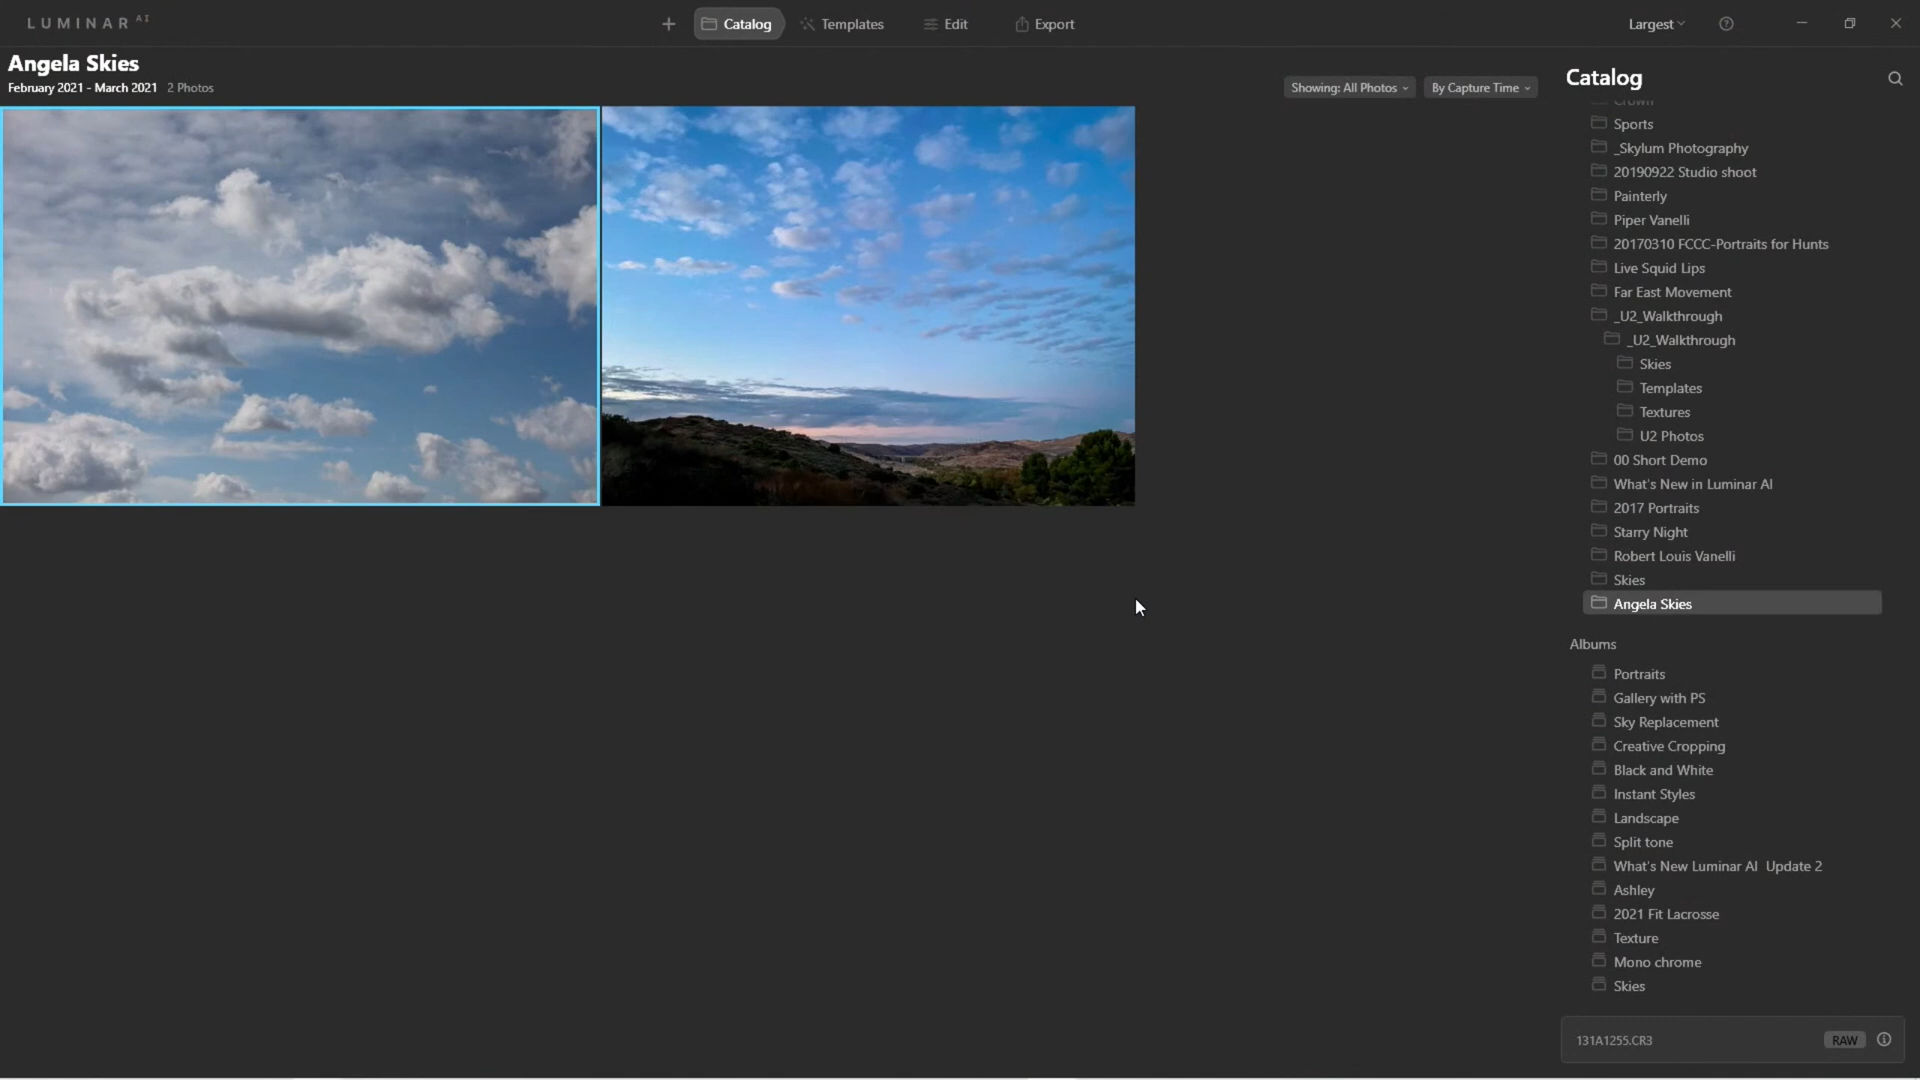 LUMINAR AI
Catalog
Templates
Edit
Export
Largest
Angela Skies
February 2021 - March 2021 2 Photos
Showing: All Photos
By Capture Time
Catalog
Crown
Sports
_Skylum Photography
20190922 Studio shoot
Painterly
Piper Vanelli
20170310 FCCC-Portraits for Hunts
Live Squid Lips
Far East Movement
_U2_Walkthrough
_U2_Walkthrough
Skies
Templates
Textures
U2 Photos
00 Short Demo
What's New in Luminar AI
2017 Portraits
Starry Night
Robert Louis Vanelli
Skies
Angela Skies
Albums
Portraits
Gallery with PS
Sky Replacement
Creative Cropping
Black and White
Instant Styles
Landscape
Split tone
What's New Luminar AI Update 2
Ashley
2021 Fit Lacrosse
Texture
Mono chrome
Skies
131A1255.CR3
RAW